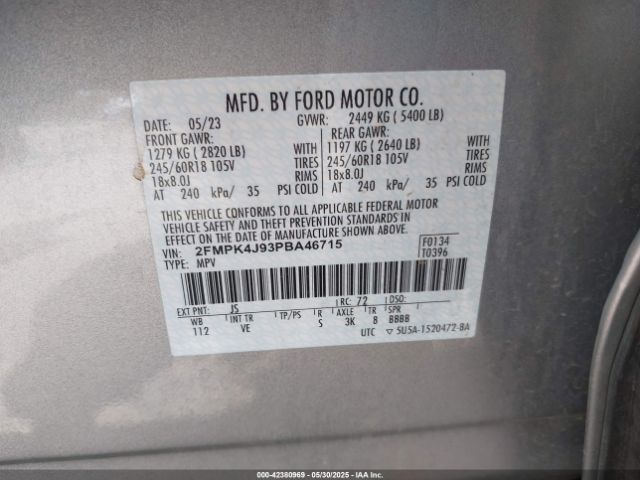 MFD. BY FORD MOTOR CO.
DATE: 05/23 GVWR: 2449 KG ( 5400 LB)
FRONT GAWR: REAR GAWR:
1279 KG ( 2820 LB) WITH 1197 KG ( 2640 LB) WITH
245/60R18 105V TIRES 245/60R18 105V TIRES
18x8.0J RIMS 18x8.0J RIMS
AT 240 kPa/ 35 PSI COLD AT 240 kPa/ 35 PSI COLD
THIS VEHICLE CONFORMS TO ALL APPLICABLE FEDERAL MOTOR
VEHICLE SAFETY AND THEFT PREVENTION STANDARDS IN
EFFECT ON THE DATE OF MANUFACTURE SHOWN ABOVE.
VIN: 2FMPK4J93PBA46715 F0134
TYPE: MPV T0396
EXT PNT: JS RC: 72 DSO:
WB INT TR TP/PS R AXLE TR SPR
112 VE S 3K 8 BBBB
UTC ▽ 5U5A-1520472-BA
000-42380969 - 05/30/2025 - IAA, Inc.